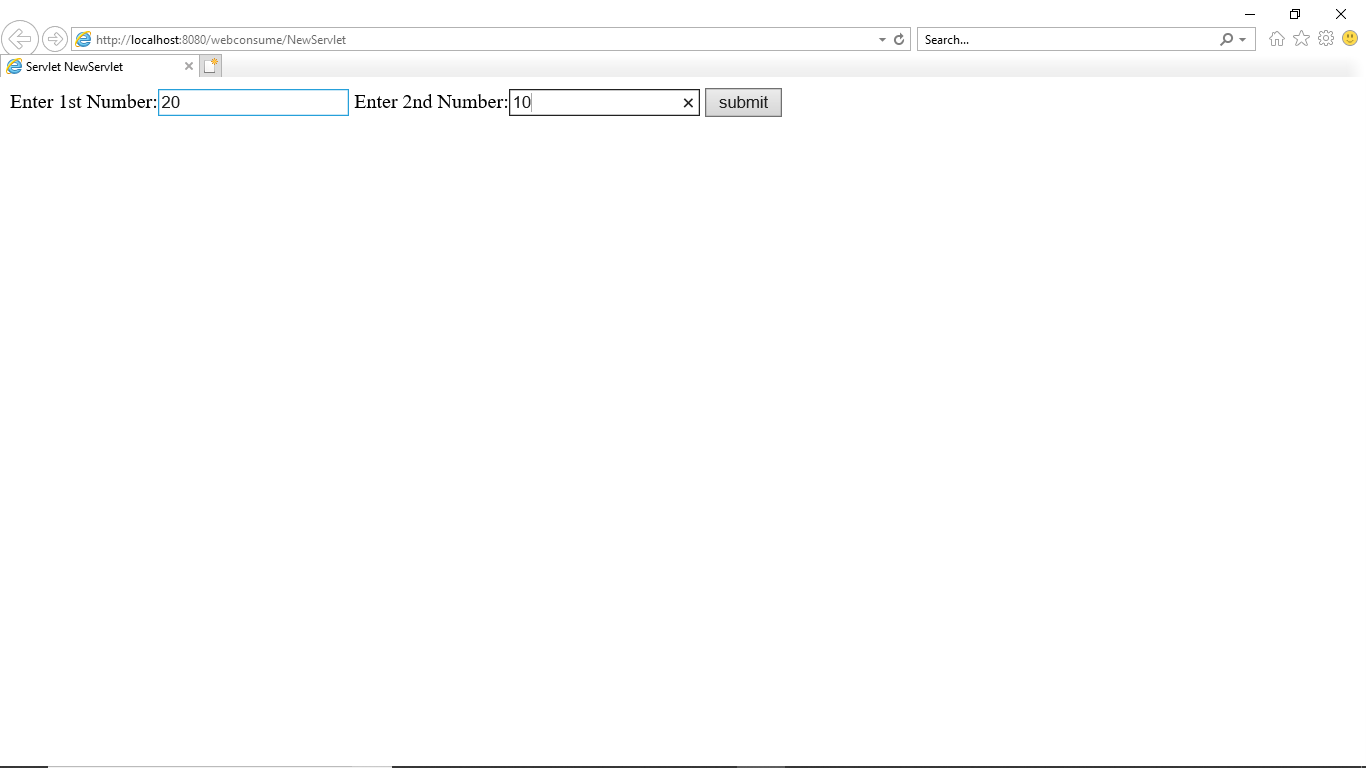 http://localhost:8080/webconsume/NewServlet
Search...
Servlet NewServlet
Enter 1st Number: 20 Enter 2nd Number: 10 submit